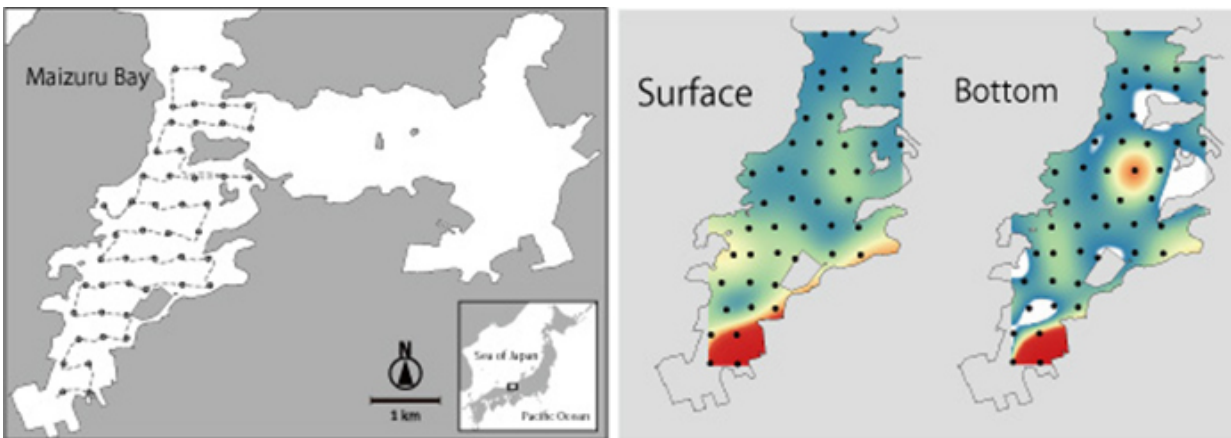 Maizuru Bay
N
1 km
Sea of Japan
Pacific Ocean
Surface
Bottom